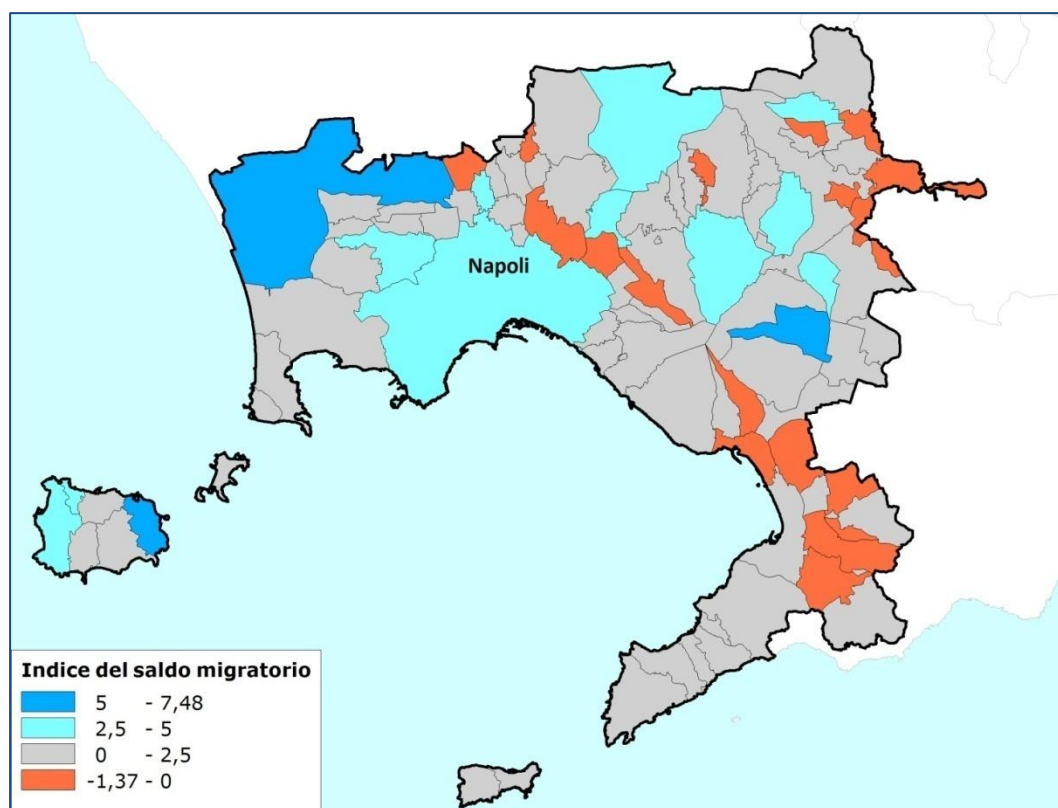 Napoli
Indice del saldo migratorio
5 - 7,48
2,5 - 5
0 - 2,5
-1,37 - 0